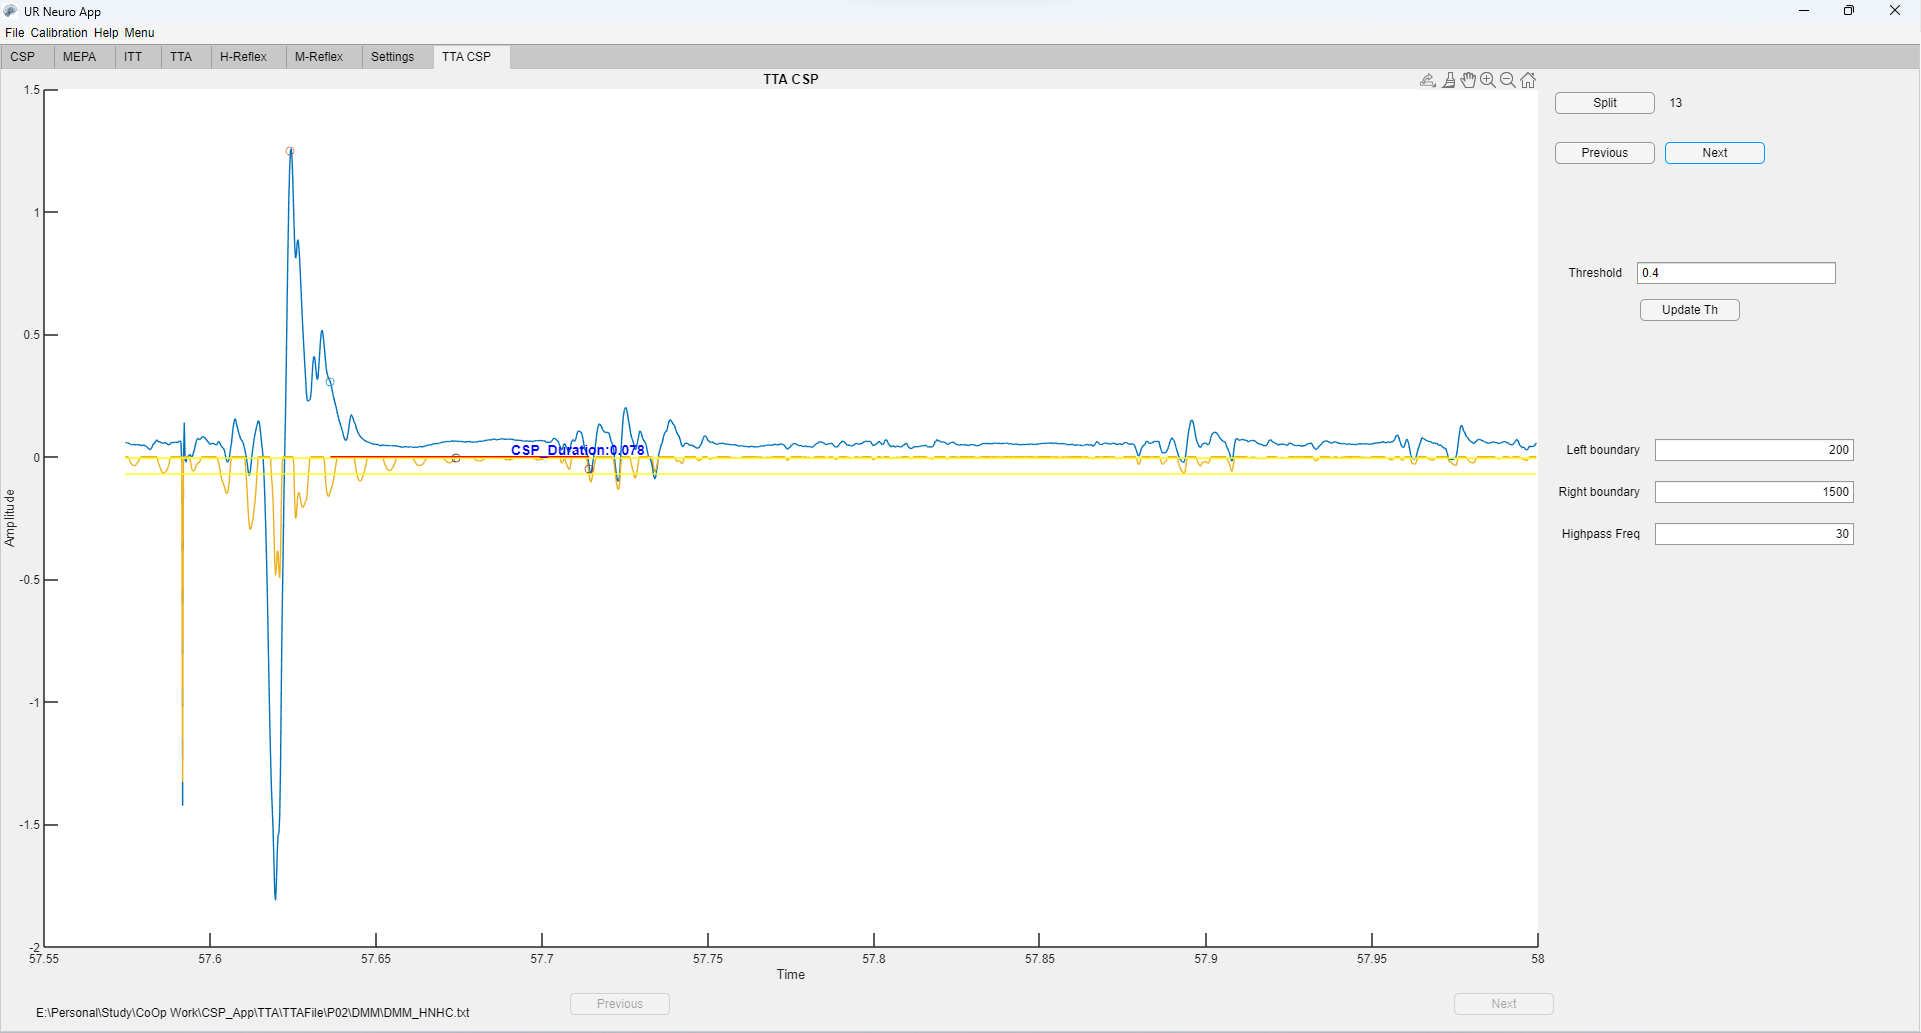 UR Neuro App
File Calibration Help Menu
CSP MEPA ITT TTA H-Reflex M-Reflex Settings TTA CSP
TTA CSP
Split 13
Previous Next
Threshold 0.4
Update Th
Left boundary 200
Right boundary 1500
Highpass Freq 30
1.5
1
0.5
0
-0.5
-1
-1.5
-2
Amplitude
CSP_Duration:0.078
57.55 57.6 57.65 57.7 57.75 57.8 57.85 57.9 57.95 58
Time
Previous Next
E:\Personal\Study\CoOp Work\CSP_App\TTA\TTAFile\P02\DMM\DMM_HNHC.txt